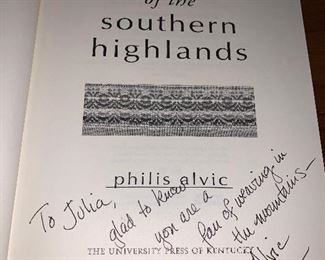 of the
southern
highlands
philis alvic
To Julia,
glad to know
you are a
fan of weaving in
the mountains—
Alvic
THE UNIVERSITY PRESS OF KENTUCKY